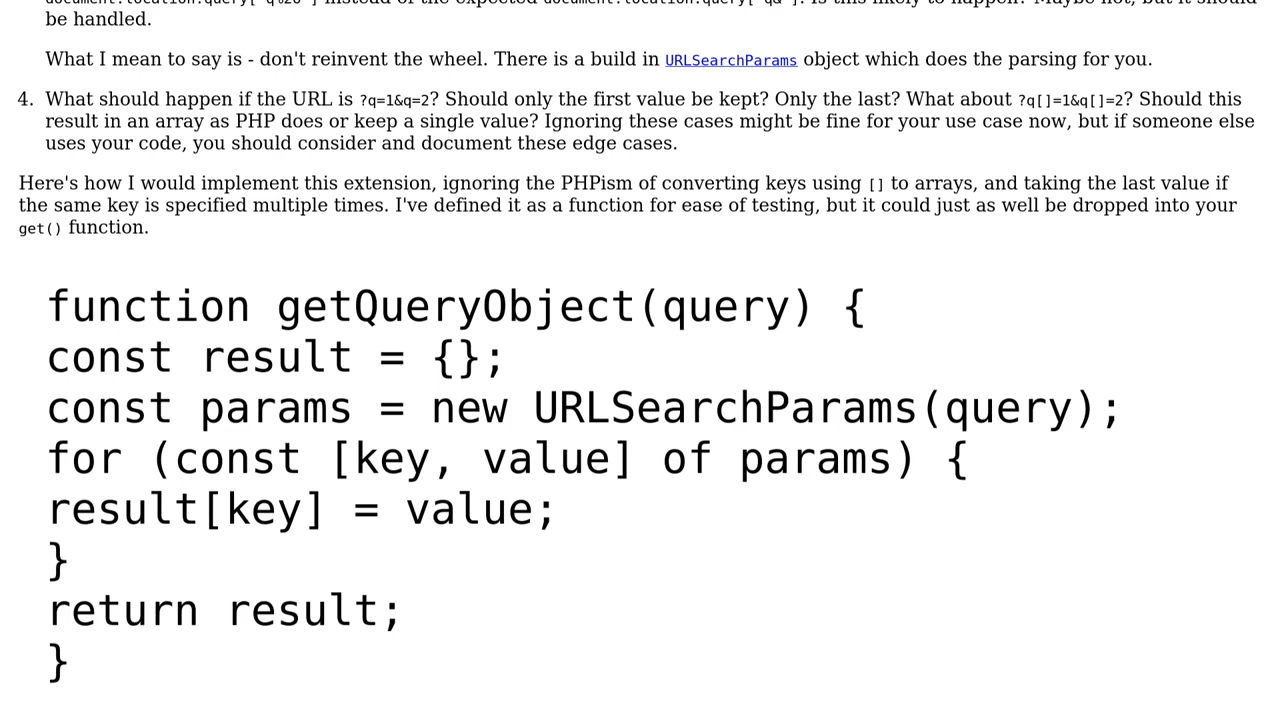 be handled.
What I mean to say is - don't reinvent the wheel. There is a build in URLSearchParams object which does the parsing for you.
4. What should happen if the URL is ?q=1&q=2? Should only the first value be kept? Only the last? What about ?q[]=1&q[]=2? Should this
result in an array as PHP does or keep a single value? Ignoring these cases might be fine for your use case now, but if someone else
uses your code, you should consider and document these edge cases.
Here's how I would implement this extension, ignoring the PHPism of converting keys using [] to arrays, and taking the last value if
the same key is specified multiple times. I've defined it as a function for ease of testing, but it could just as well be dropped into your
get() function.
function getQueryObject(query) {
const result = {};
const params = new URLSearchParams(query);
for (const [key, value] of params) {
result[key] = value;
}
return result;
}